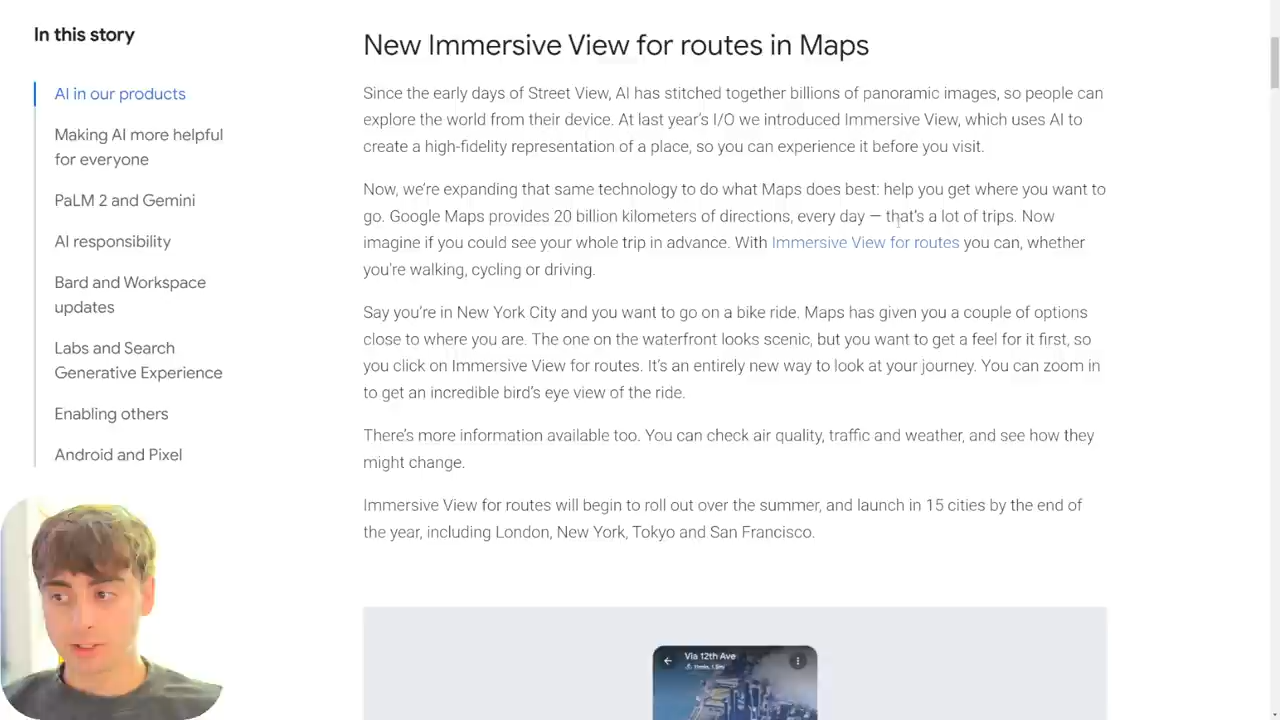 In this story
AI in our products
Making AI more helpful
for everyone
PaLM 2 and Gemini
AI responsibility
Bard and Workspace
updates
Labs and Search
Generative Experience
Enabling others
Android and Pixel
New Immersive View for routes in Maps
Since the early days of Street View, AI has stitched together billions of panoramic images, so people can
explore the world from their device. At last year’s I/O we introduced Immersive View, which uses AI to
create a high-fidelity representation of a place, so you can experience it before you visit.
Now, we’re expanding that same technology to do what Maps does best: help you get where you want to
go. Google Maps provides 20 billion kilometers of directions, every day — that’s a lot of trips. Now
imagine if you could see your whole trip in advance. With Immersive View for routes you can, whether
you’re walking, cycling or driving.
Say you’re in New York City and you want to go on a bike ride. Maps has given you a couple of options
close to where you are. The one on the waterfront looks scenic, but you want to get a feel for it first, so
you click on Immersive View for routes. It’s an entirely new way to look at your journey. You can zoom in
to get an incredible bird’s eye view of the ride.
There’s more information available too. You can check air quality, traffic and weather, and see how they
might change.
Immersive View for routes will begin to roll out over the summer, and launch in 15 cities by the end of
the year, including London, New York, Tokyo and San Francisco.
Via 12th Ave